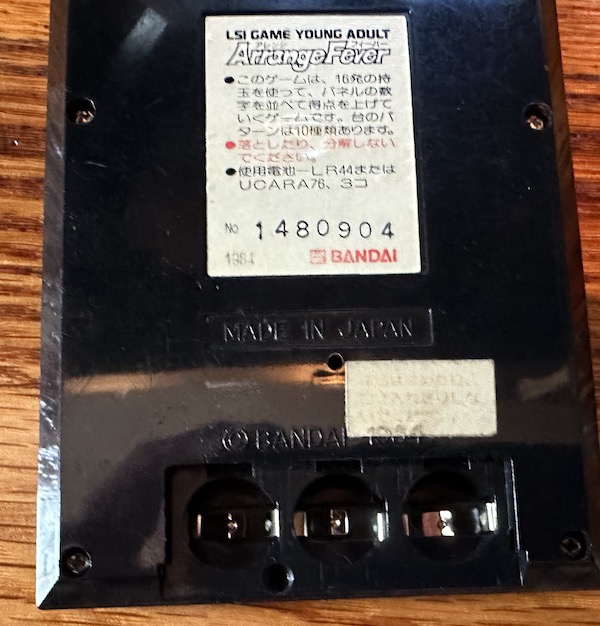 LSI GAME YOUNG ADULT
アレンジ フィーバー
ArrangeFever
●このゲームは、16発の持
玉を使って、パネルの数
字を並べて得点を上げて
いくゲームです。台のパ
ターンは10種類あります。
●落としたり、分解しない
でください。
●使用電池—LR44または
UCARA76、3コ
No 1480904
1984 BANDAI
MADE IN JAPAN
© BANDAI 1984